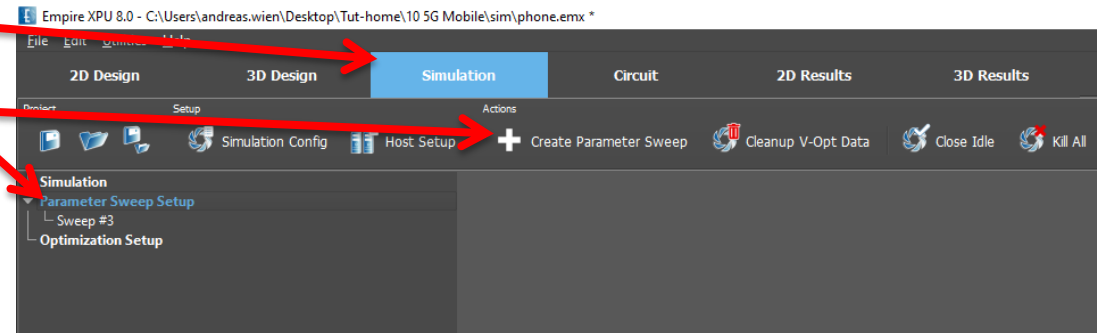 Empire XPU 8.0 - C:\Users\andreas.wien\Desktop\Tut-home\10 5G Mobile\sim\phone.emx *
File Edit Utilities Help
2D Design 3D Design Simulation Circuit 2D Results 3D Results
Project Setup Actions
Simulation Config Host Setup Create Parameter Sweep Cleanup V-Opt Data Close Idle Kill All
Simulation
Parameter Sweep Setup
Sweep #3
Optimization Setup